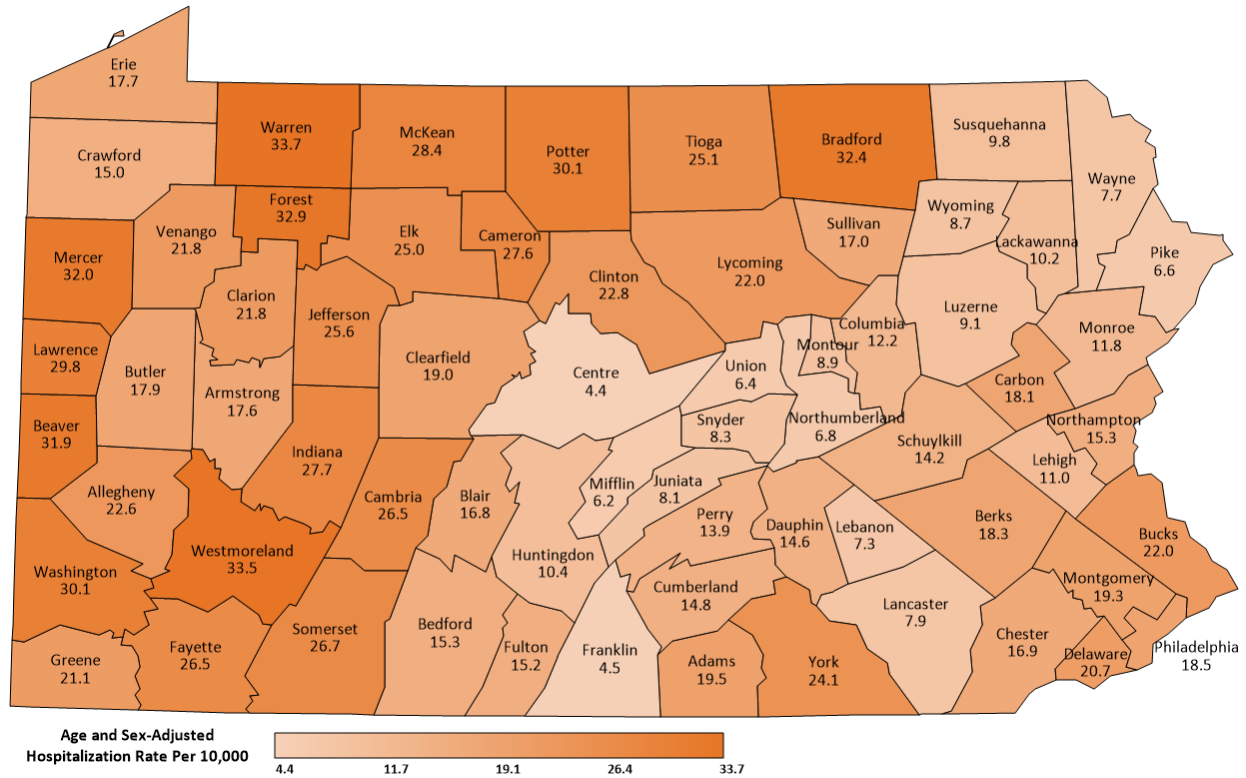 Erie
17.7
Warren
33.7
McKean
28.4
Potter
30.1
Tioga
25.1
Bradford
32.4
Susquehanna
9.8
Wayne
7.7
Crawford
15.0
Forest
32.9
Venango
21.8
Elk
25.0
Cameron
27.6
Sullivan
17.0
Wyoming
8.7
Lackawanna
10.2
Pike
6.6
Mercer
32.0
Clarion
21.8
Jefferson
25.6
Clinton
22.8
Lycoming
22.0
Columbia
12.2
Luzerne
9.1
Monroe
11.8
Lawrence
29.8
Butler
17.9
Armstrong
17.6
Clearfield
19.0
Centre
4.4
Union
6.4
Montour
8.9
Carbon
18.1
Beaver
31.9
Snyder
8.3
Northumberland
6.8
Schuylkill
14.2
Northampton
15.3
Lehigh
11.0
Allegheny
22.6
Indiana
27.7
Cambria
26.5
Blair
16.8
Mifflin
6.2
Juniata
8.1
Perry
13.9
Dauphin
14.6
Lebanon
7.3
Berks
18.3
Bucks
22.0
Washington
30.1
Westmoreland
33.5
Huntingdon
10.4
Cumberland
14.8
Lancaster
7.9
Montgomery
19.3
Greene
21.1
Fayette
26.5
Somerset
26.7
Bedford
15.3
Fulton
15.2
Franklin
4.5
Adams
19.5
York
24.1
Chester
16.9
Delaware
20.7
Philadelphia
18.5
Age and Sex-Adjusted
Hospitalization Rate Per 10,000
4.4 11.7 19.1 26.4 33.7